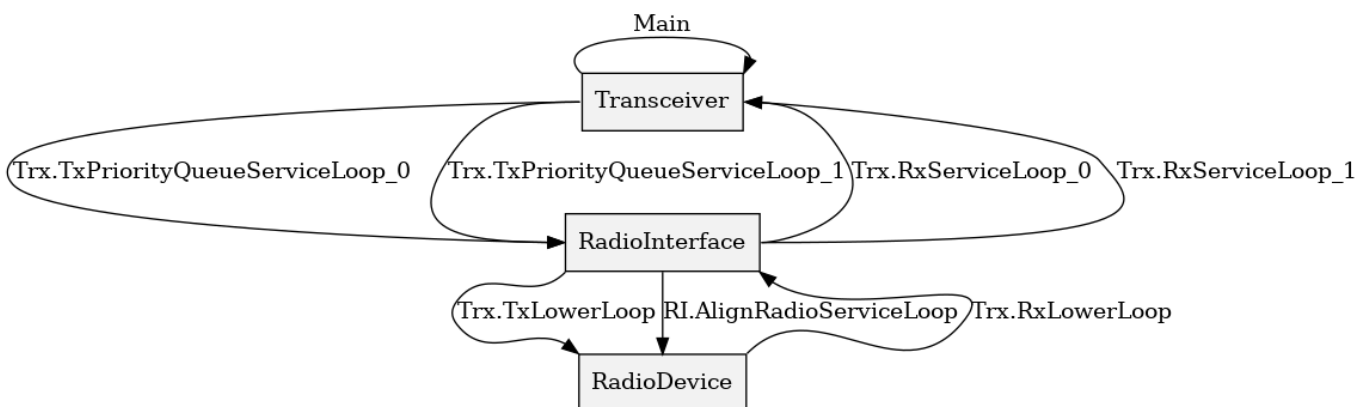 Main
Transceiver
Trx.TxPriorityQueueServiceLoop_0
Trx.TxPriorityQueueServiceLoop_1
Trx.RxServiceLoop_0
Trx.RxServiceLoop_1
RadioInterface
Trx.TxLowerLoop
RI.AlignRadioServiceLoop
Trx.RxLowerLoop
RadioDevice